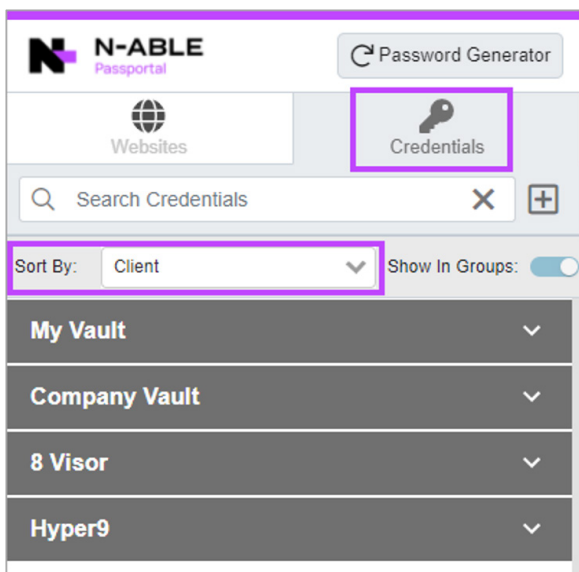 N-ABLE
Passportal
Password Generator
Websites
Credentials
Search Credentials
Sort By: Client Show In Groups:
My Vault
Company Vault
8 Visor
Hyper9